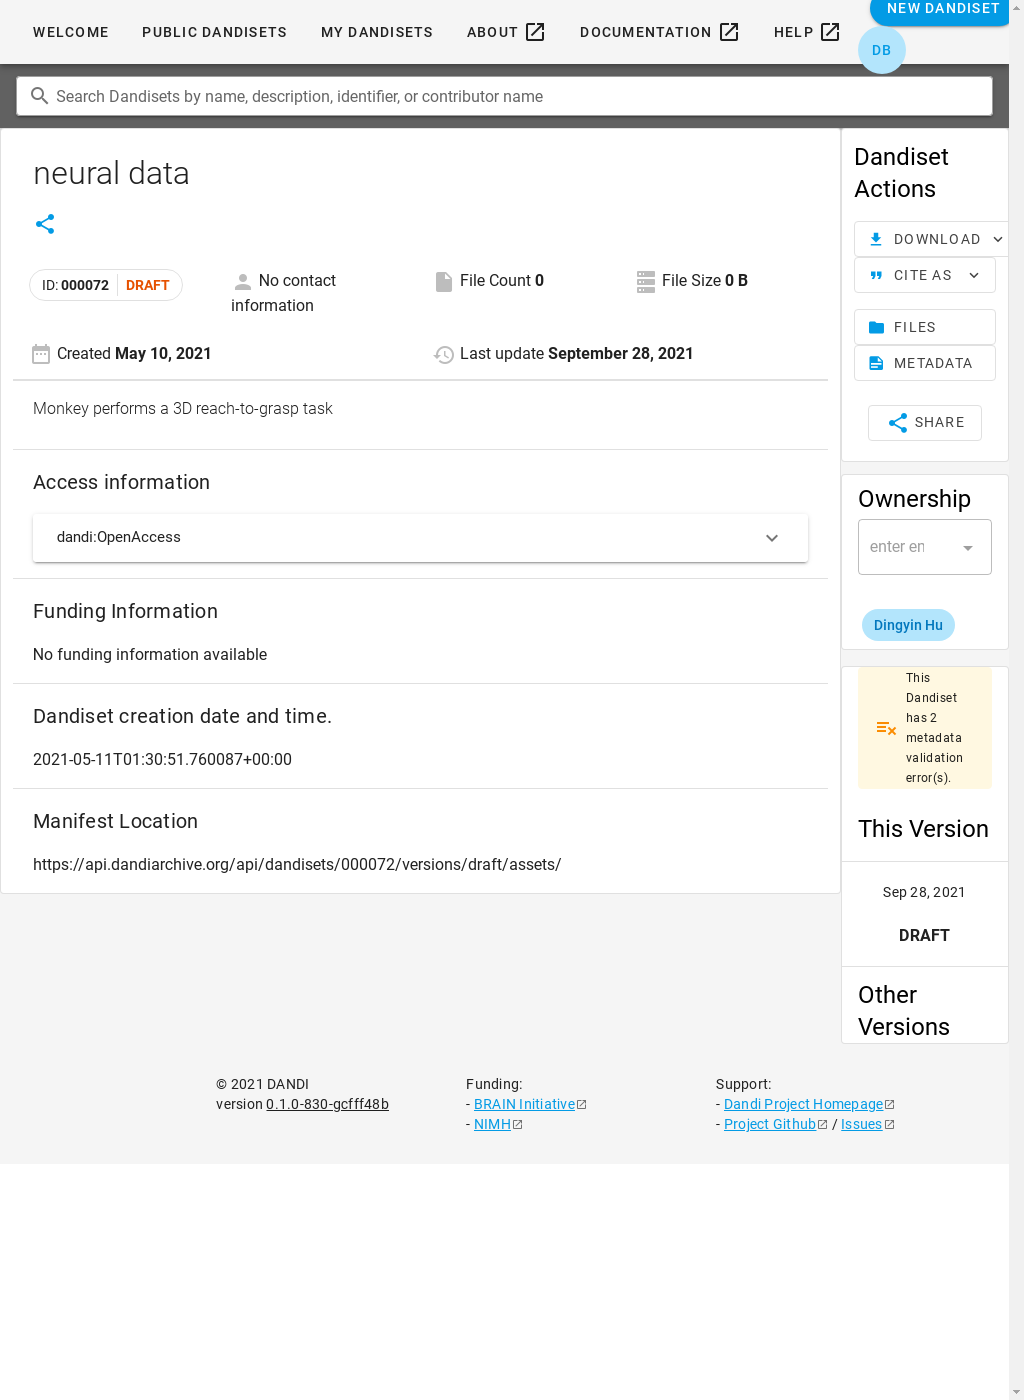 WELCOME
PUBLIC DANDISETS
MY DANDISETS
ABOUT
DOCUMENTATION
HELP
NEW DANDISET
DB
Search Dandisets by name, description, identifier, or contributor name
neural data
ID: 000072 DRAFT
No contact
information
File Count 0
File Size 0 B
Created May 10, 2021
Last update September 28, 2021
Monkey performs a 3D reach-to-grasp task
Access information
dandi:OpenAccess
Funding Information
No funding information available
Dandiset creation date and time.
2021-05-11T01:30:51.760087+00:00
Manifest Location
https://api.dandiarchive.org/api/dandisets/000072/versions/draft/assets/
Dandiset
Actions
DOWNLOAD
CITE AS
FILES
METADATA
SHARE
Ownership
enter en
Dingyin Hu
This
Dandiset
has 2
metadata
validation
error(s).
This Version
Sep 28, 2021
DRAFT
Other
Versions
© 2021 DANDI
version 0.1.0-830-gcfff48b
Funding:
- BRAIN Initiative
- NIMH
Support:
- Dandi Project Homepage
- Project Github / Issues